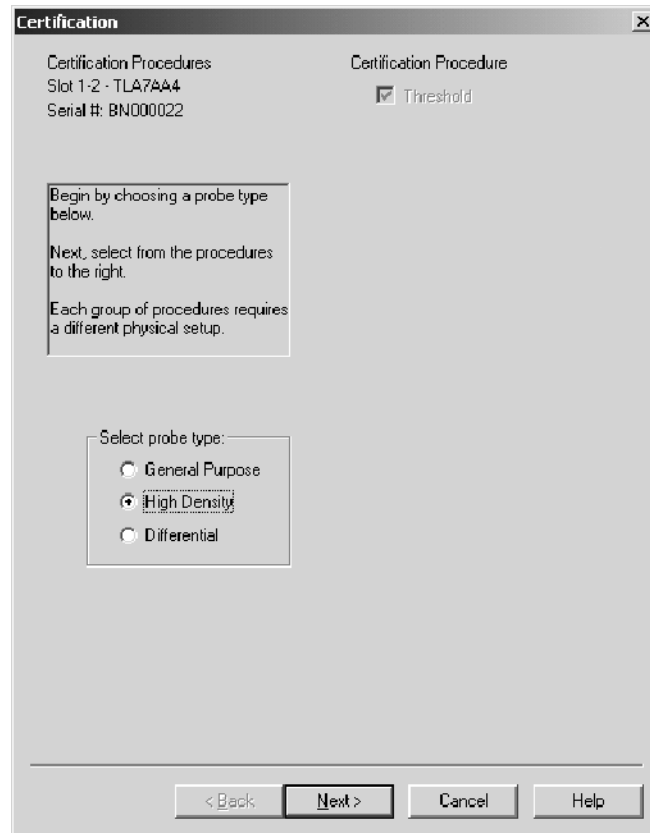 Certification
Certification Procedures
Slot 1-2 - TLA7AA4
Serial #: BN000022
Certification Procedure
Threshold
Begin by choosing a probe type
below.
Next, select from the procedures
to the right.
Each group of procedures requires
a different physical setup.
Select probe type:
General Purpose
High Density
Differential
< Back
Next >
Cancel
Help